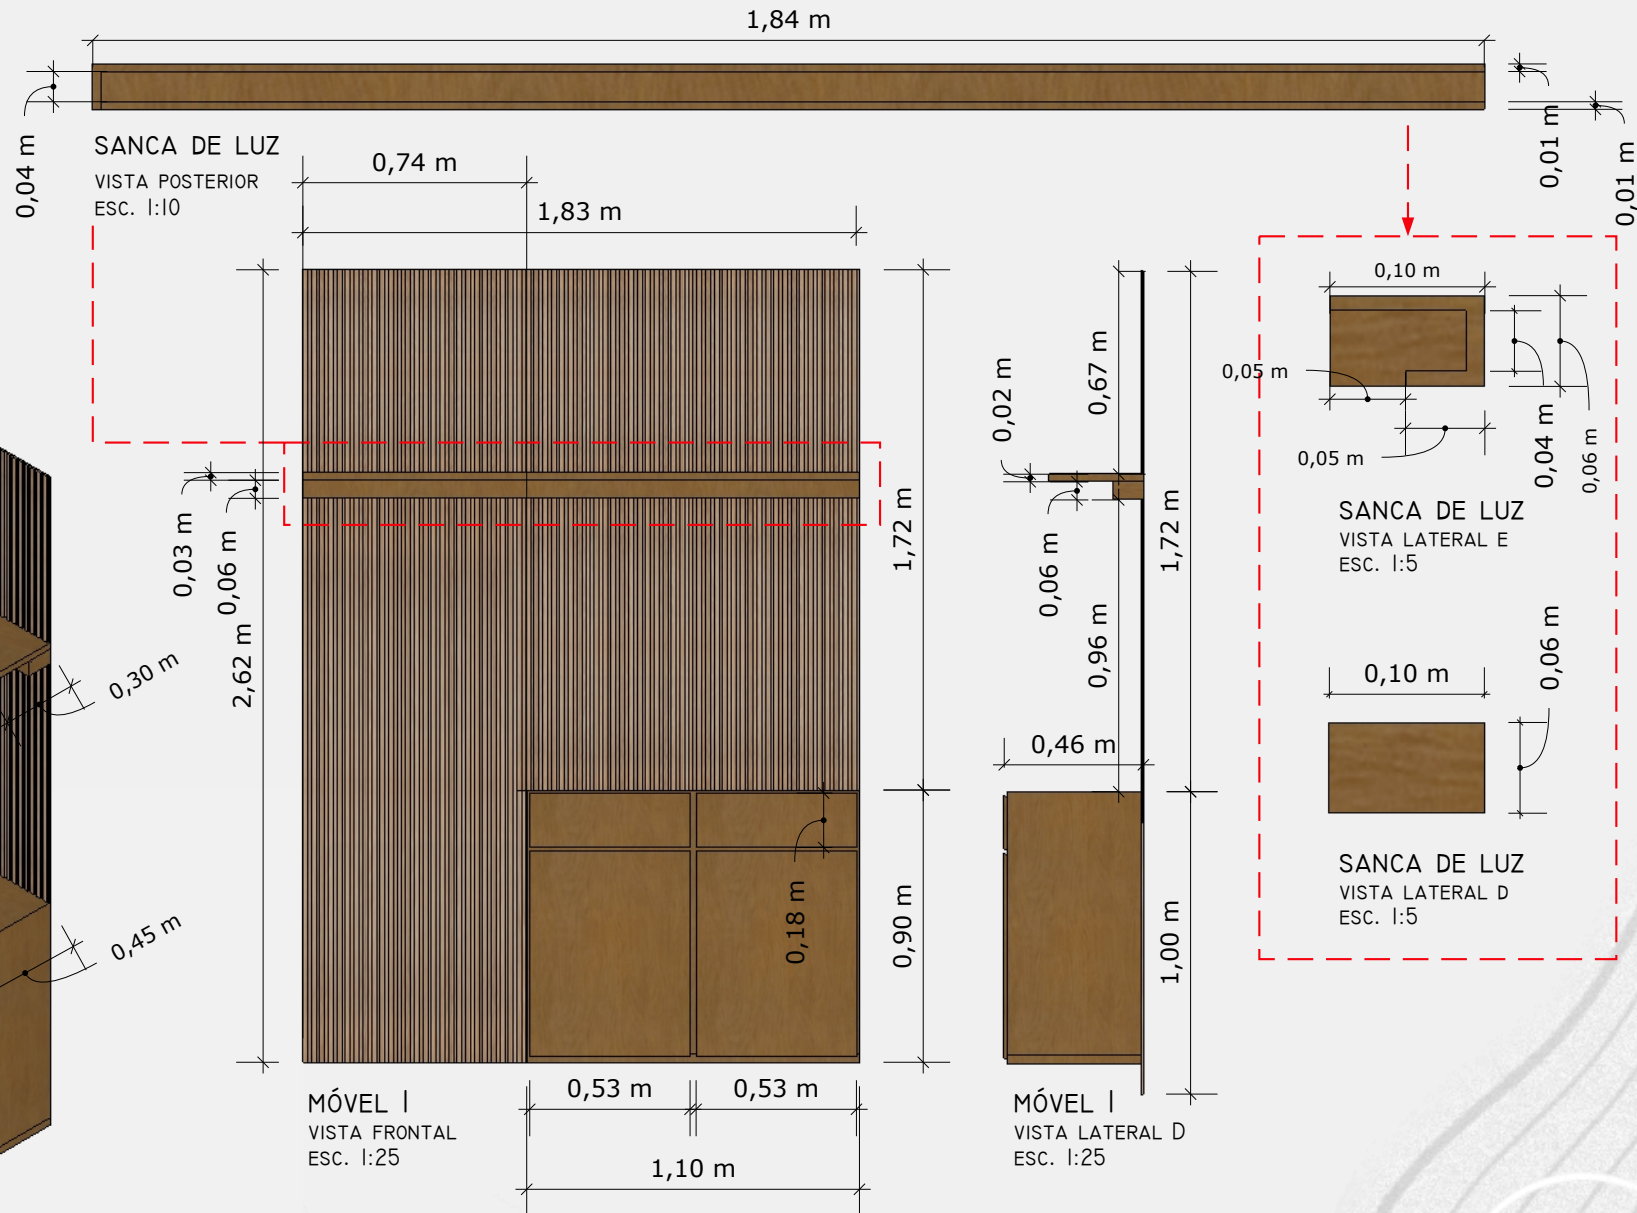 1,84 m
0,04 m
0,01 m
0,01 m
SANCA DE LUZ
VISTA POSTERIOR
ESC. 1:10
0,74 m
1,83 m
0,03 m
0,06 m
2,62 m
1,72 m
0,18 m
0,90 m
0,53 m
0,53 m
1,10 m
MÓVEL 1
VISTA FRONTAL
ESC. 1:25
0,30 m
0,45 m
0,02 m
0,67 m
0,06 m
0,96 m
1,72 m
0,46 m
1,00 m
MÓVEL 1
VISTA LATERAL D
ESC. 1:25
0,10 m
0,05 m
0,05 m
0,04 m
0,06 m
SANCA DE LUZ
VISTA LATERAL E
ESC. 1:5
0,10 m
0,06 m
SANCA DE LUZ
VISTA LATERAL D
ESC. 1:5